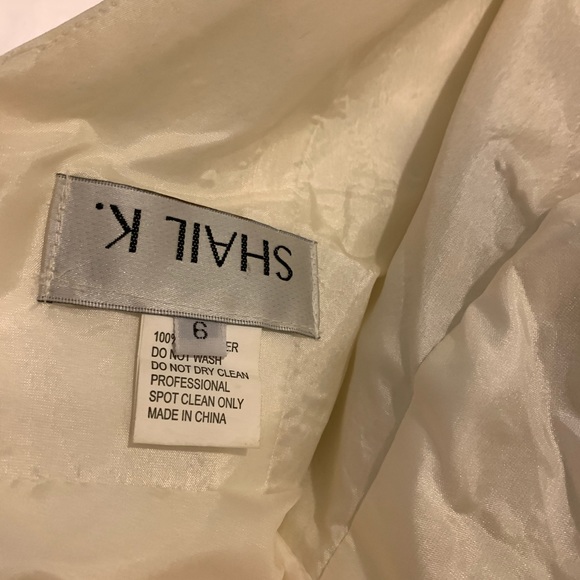 SHAIL K.
6
100%
DO NOT WASH
DO NOT DRY CLEAN
PROFESSIONAL
SPOT CLEAN ONLY
MADE IN CHINA